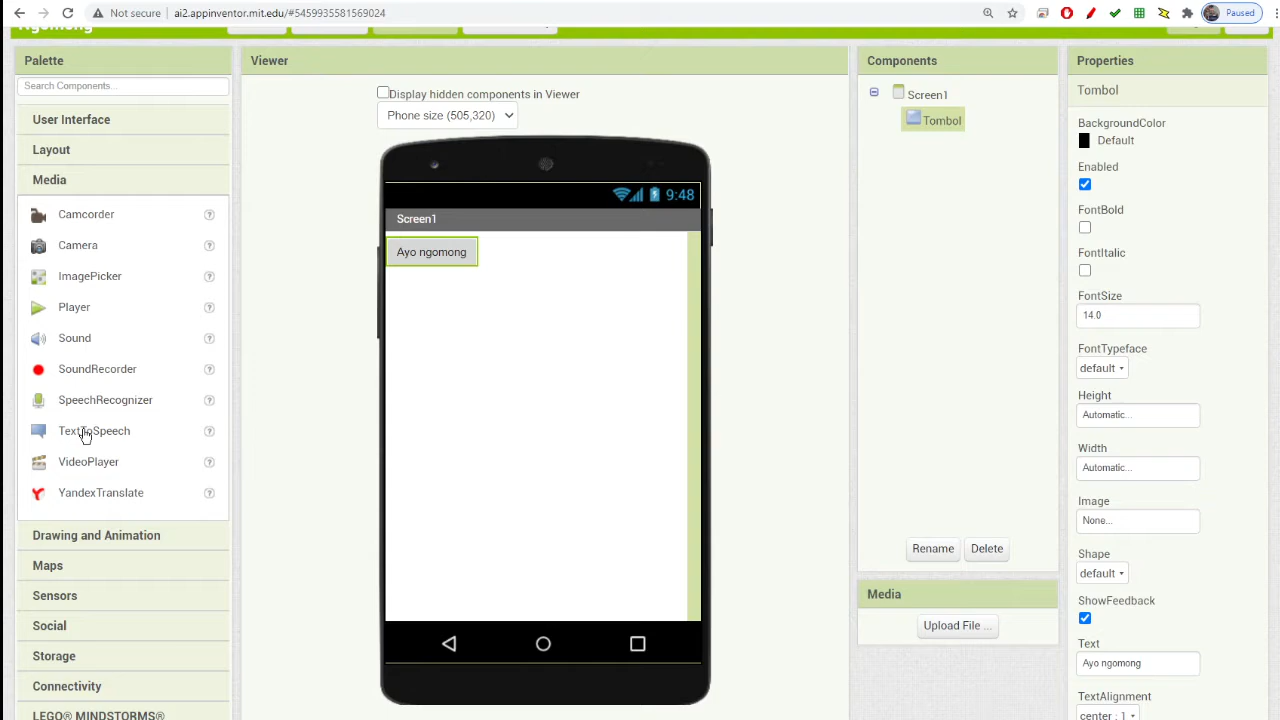 Not secure
ai2.appinventor.mit.edu/#5459935581569024
Paused
Palette
Viewer
Components
Properties
Search Components...
User Interface
Layout
Media
Camcorder
Camera
ImagePicker
Player
Sound
SoundRecorder
SpeechRecognizer
TextToSpeech
VideoPlayer
YandexTranslate
Drawing and Animation
Maps
Sensors
Social
Storage
Connectivity
LEGO® MINDSTORMS®
Display hidden components in Viewer
Phone size (505,320)
9:48
Screen1
Ayo ngomong
Screen1
Tombol
Rename
Delete
Media
Upload File ...
Tombol
BackgroundColor
Default
Enabled
FontBold
FontItalic
FontSize
14.0
FontTypeface
default
Height
Automatic...
Width
Automatic...
Image
None...
Shape
default
ShowFeedback
Text
Ayo ngomong
TextAlignment
center : 1